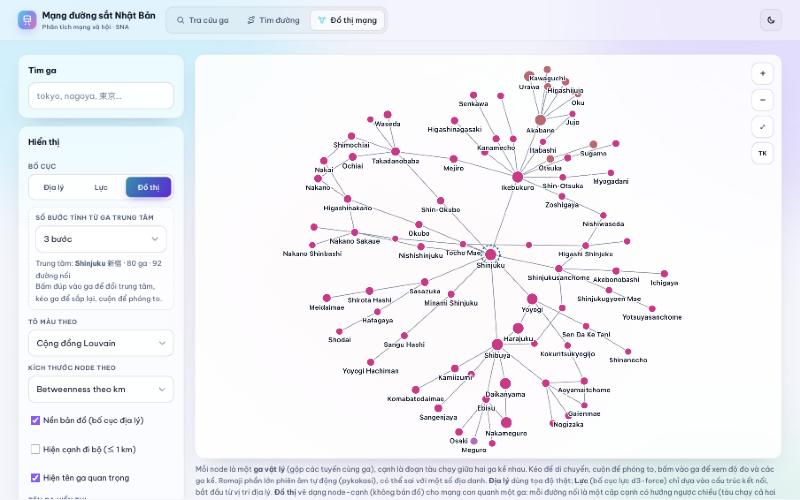 Mạng đường sắt Nhật Bản
Phân tích mạng xã hội · SNA
Tra cứu ga
Tìm đường
Đồ thị mạng
Tìm ga
tokyo, nagoya, 東京...
Hiển thị
BỐ CỤC
Địa lý
Lực
Đồ thị
SỐ BƯỚC TÍNH TỪ GA TRUNG TÂM
3 bước
Trung tâm: Shinjuku 新宿 · 80 ga · 92
đường nối
Bấm đúp vào ga để đổi trung tâm,
kéo ga để sắp lại, cuộn để phóng to.
TÔ MÀU THEO
Cộng đồng Louvain
KÍCH THƯỚC NODE THEO
Betweenness theo km
Nền bản đồ (bố cục địa lý)
Hiện cạnh đi bộ (≤ 1 km)
Hiện tên ga quan trọng
TK
Kawaguchi
Urawa
Higashijujo
Oku
Senkawa
Jujo
Waseda
Higashinagasaki
Akabane
Shimochiai
Kanamecho
Itabashi
Sugamo
Nakai
Ochiai
Takadanobaba
Mejiro
Otsuka
Nakano
Ikebukuro
Shin-Otsuka
Myogadani
Higashinakano
Shin-Okubo
Zoshigaya
Nishiwaseda
Okubo
Nakano Sakaue
Nakano Shinbashi
Nishishinjuku
Tocho Mae
Higashi Shinjuku
Shinjuku
Shinjukusanchome
Akebonobashi
Ichigaya
Sasazuka
Shinjukugyoen Mae
Meidaimae
Shirota Hashi
Minami Shinjuku
Yoyogi
Yotsuyasanchome
Hatagaya
Shodai
Sangu Hashi
Harajuku
Sen Da Ke Tani
Shibuya
Kokuritsukyogijo
Shinanocho
Yoyogi Hachiman
Kamiizumi
Komabatodaimae
Daikanyama
Aoyamaitchome
Sangenjaya
Ebisu
Gaienmae
Nogizaka
Osaki
Nakameguro
Meguro
Mỗi node là một ga vật lý (gộp các tuyến cùng ga), cạnh là đoạn tàu chạy giữa hai ga kề nhau. Kéo để di chuyển, cuộn để phóng to, bấm vào ga để xem độ đo và các
ga kề. Romaji phần lớn phiên âm tự động (pykakasi), có thể sai với một số địa danh. Địa lý dùng tọa độ thật; Lực (bố cục lực d3-force) chỉ dựa vào cấu trúc kết nối,
bắt đầu từ vị trí địa lý. Đồ thị vẽ dạng node-cạnh (không bản đồ) cho mạng con quanh một ga: mỗi đường nối là một cặp cạnh có hướng ngược chiều (tàu chạy cả hai